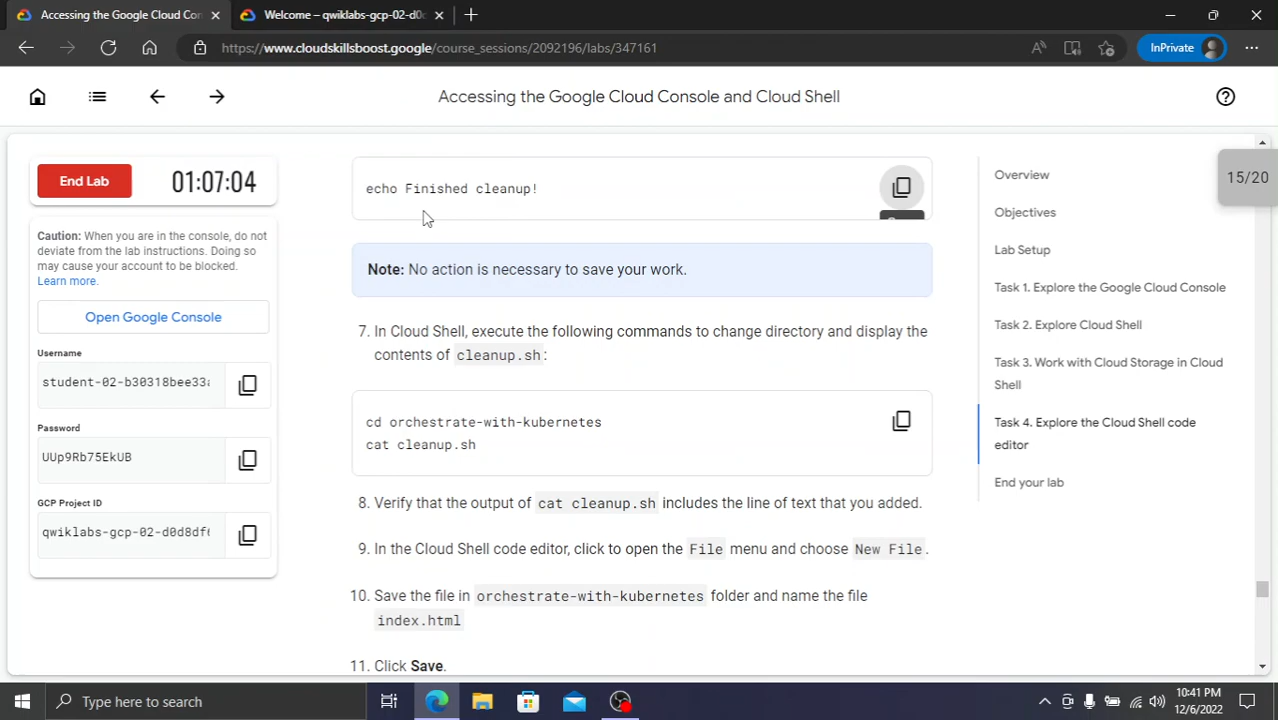 Accessing the Google Cloud Con
Welcome – qwiklabs-gcp-02-d0d
https://www.cloudskillsboost.google/course_sessions/2092196/labs/347161
InPrivate
Accessing the Google Cloud Console and Cloud Shell
End Lab
01:07:04
Caution: When you are in the console, do not
deviate from the lab instructions. Doing so
may cause your account to be blocked.
Learn more.
Open Google Console
Username
student-02-b30318bee33
Password
UUp9Rb75EkUB
GCP Project ID
qwiklabs-gcp-02-d0d8df
echo Finished cleanup!
Note: No action is necessary to save your work.
7. In Cloud Shell, execute the following commands to change directory and display the
contents of cleanup.sh:
cd orchestrate-with-kubernetes
cat cleanup.sh
8. Verify that the output of cat cleanup.sh includes the line of text that you added.
9. In the Cloud Shell code editor, click to open the File menu and choose New File.
10. Save the file in orchestrate-with-kubernetes folder and name the file
index.html
11. Click Save.
15/20
Overview
Objectives
Lab Setup
Task 1. Explore the Google Cloud Console
Task 2. Explore Cloud Shell
Task 3. Work with Cloud Storage in Cloud
Shell
Task 4. Explore the Cloud Shell code
editor
End your lab
Type here to search
10:41 PM
12/6/2022